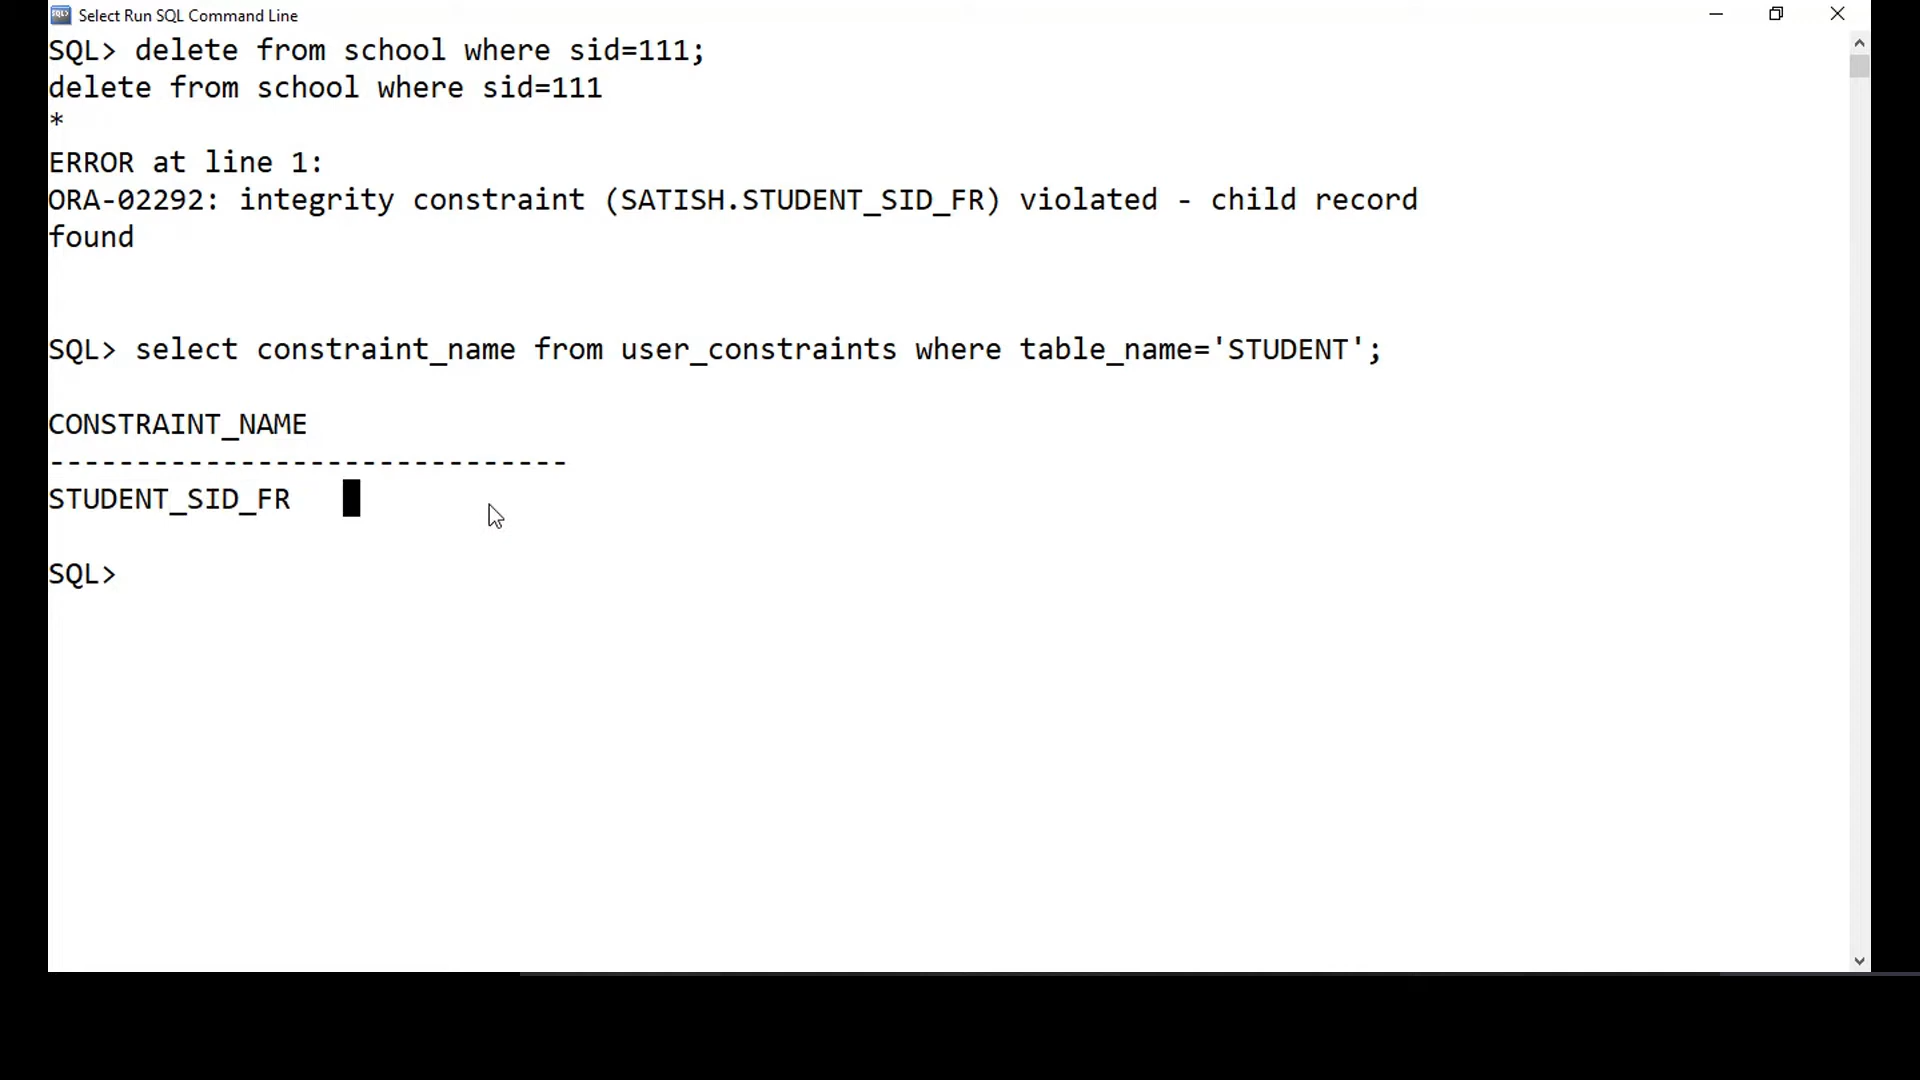 Select Run SQL Command Line
SQL> delete from school where sid=111;
delete from school where sid=111
*
ERROR at line 1:
ORA-02292: integrity constraint (SATISH.STUDENT_SID_FR) violated - child record
found
SQL> select constraint_name from user_constraints where table_name='STUDENT';
CONSTRAINT_NAME
------------------------------
STUDENT_SID_FR
SQL>